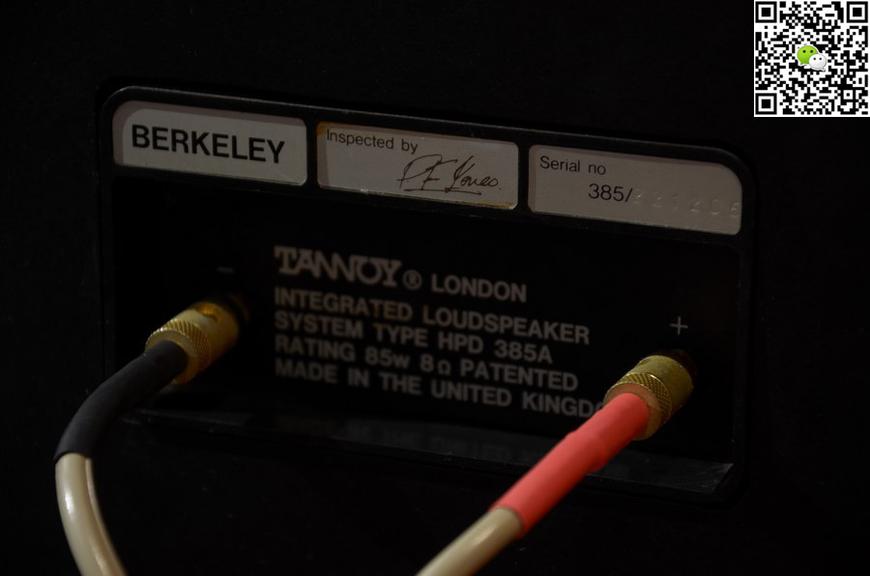 BERKELEY
Inspected by
Serial no
385/
TANNOY® LONDON
INTEGRATED LOUDSPEAKER
SYSTEM TYPE HPD 385A
RATING 85w 8Ω PATENTED
MADE IN THE UNITED KINGDO
-
+